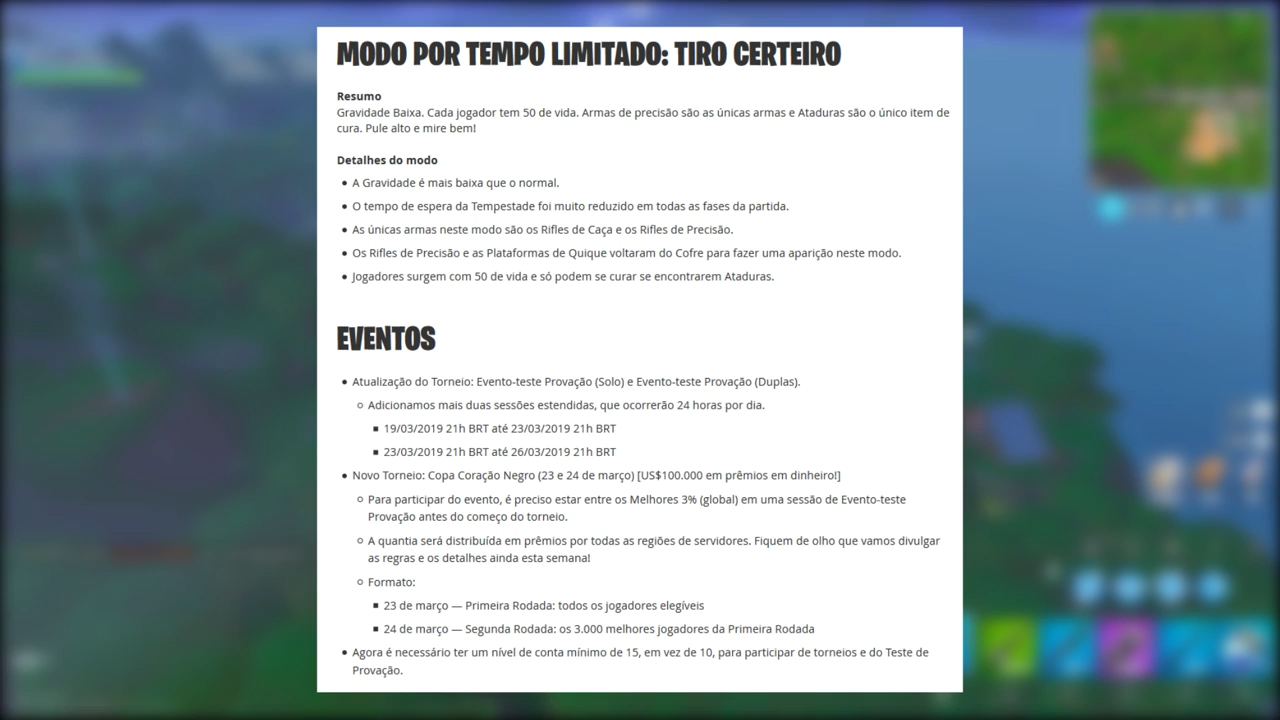 MODO POR TEMPO LIMITADO: TIRO CERTEIRO
Resumo
Gravidade Baixa. Cada jogador tem 50 de vida. Armas de precisão são as únicas armas e Ataduras são o único item de
cura. Pule alto e mire bem!
Detalhes do modo
• A Gravidade é mais baixa que o normal.
• O tempo de espera da Tempestade foi muito reduzido em todas as fases da partida.
• As únicas armas neste modo são os Rifles de Caça e os Rifles de Precisão.
• Os Rifles de Precisão e as Plataformas de Quique voltaram do Cofre para fazer uma aparição neste modo.
• Jogadores surgem com 50 de vida e só podem se curar se encontrarem Ataduras.
EVENTOS
• Atualização do Torneio: Evento-teste Provação (Solo) e Evento-teste Provação (Duplas).
○ Adicionamos mais duas sessões estendidas, que ocorrerão 24 horas por dia.
■ 19/03/2019 21h BRT até 23/03/2019 21h BRT
■ 23/03/2019 21h BRT até 26/03/2019 21h BRT
• Novo Torneio: Copa Coração Negro (23 e 24 de março) [US$100.000 em prêmios em dinheiro!]
○ Para participar do evento, é preciso estar entre os Melhores 3% (global) em uma sessão de Evento-teste
Provação antes do começo do torneio.
○ A quantia será distribuída em prêmios por todas as regiões de servidores. Fiquem de olho que vamos divulgar
as regras e os detalhes ainda esta semana!
○ Formato:
■ 23 de março — Primeira Rodada: todos os jogadores elegíveis
■ 24 de março — Segunda Rodada: os 3.000 melhores jogadores da Primeira Rodada
• Agora é necessário ter um nível de conta mínimo de 15, em vez de 10, para participar de torneios e do Teste de
Provação.